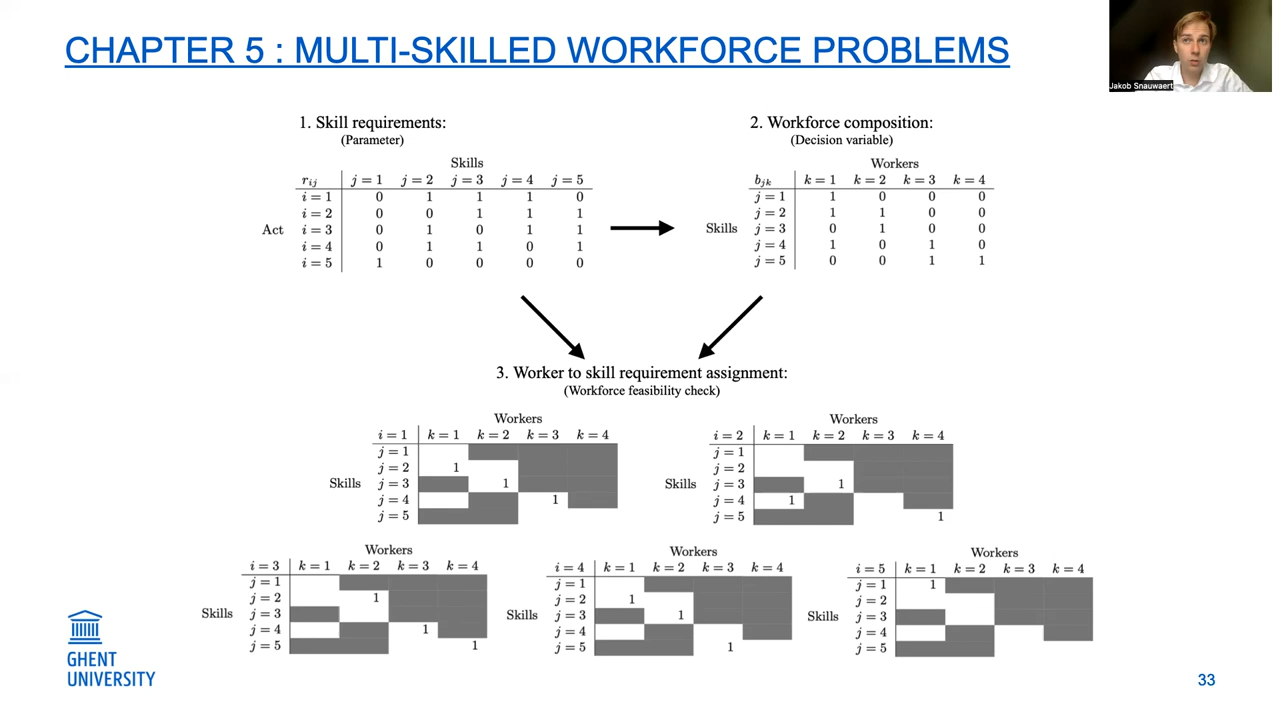 CHAPTER 5 : MULTI-SKILLED WORKFORCE PROBLEMS
Jakob Snauwaert
1. Skill requirements:
(Parameter)
Skills
r_ij j = 1 j = 2 j = 3 j = 4 j = 5
i = 1 0 1 1 1 0
i = 2 0 0 1 1 1
Act i = 3 0 1 0 1 1
i = 4 0 1 1 0 1
i = 5 1 0 0 0 0
2. Workforce composition:
(Decision variable)
Workers
b_jk k = 1 k = 2 k = 3 k = 4
j = 1 1 0 0 0
j = 2 1 1 0 0
Skills j = 3 0 1 0 0
j = 4 1 0 1 0
j = 5 0 0 1 1
3. Worker to skill requirement assignment:
(Workforce feasibility check)
Workers
i = 1 k = 1 k = 2 k = 3 k = 4
j = 1
j = 2 1
Skills j = 3 1
j = 4 1
j = 5
Workers
i = 2 k = 1 k = 2 k = 3 k = 4
j = 1
j = 2
Skills j = 3 1
j = 4 1
j = 5 1
Workers
i = 3 k = 1 k = 2 k = 3 k = 4
j = 1
j = 2 1
Skills j = 3
j = 4 1
j = 5 1
Workers
i = 4 k = 1 k = 2 k = 3 k = 4
j = 1
j = 2 1
Skills j = 3 1
j = 4
j = 5 1
Workers
i = 5 k = 1 k = 2 k = 3 k = 4
j = 1 1
j = 2
Skills j = 3
j = 4
j = 5
GHENT
UNIVERSITY
33